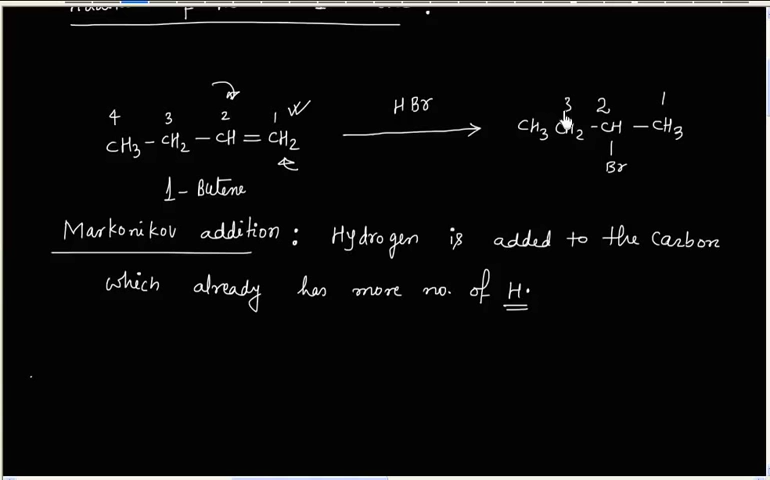 4 3 2 1 HBr 3 2 1
CH3 - CH2 - CH = CH2 CH3 CH2 - CH - CH3
Br
1 - Butene
Markonikov addition : Hydrogen is added to the Carbon
which already has more no. of H.